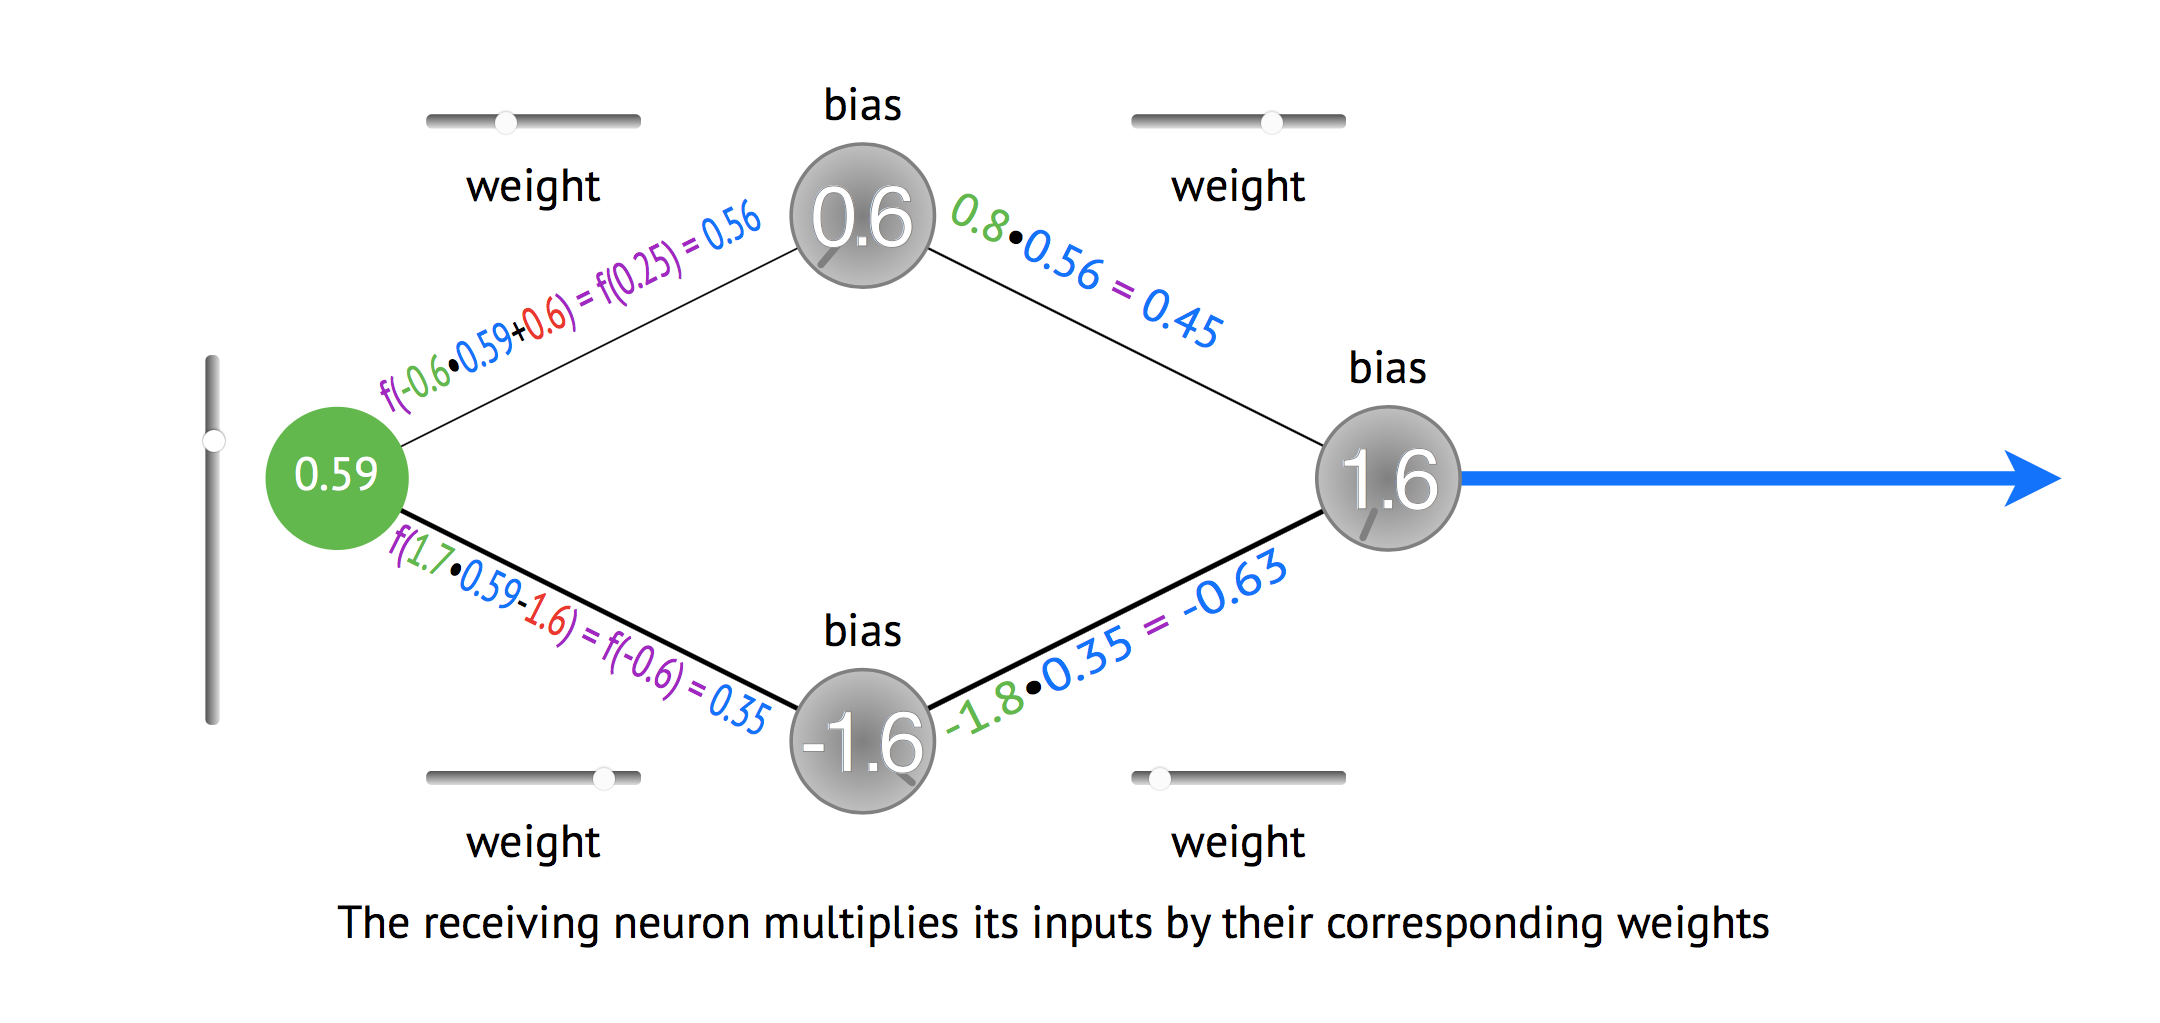 bias
weight
weight
f(-0.6•0.59+0.6) = f(0.25) = 0.56
0.6
0.8•0.56 = 0.45
bias
0.59
1.6
f(1.7•0.59-1.6) = f(-0.6) = 0.35
bias
-1.6
-1.8•0.35 = -0.63
weight
weight
The receiving neuron multiplies its inputs by their corresponding weights